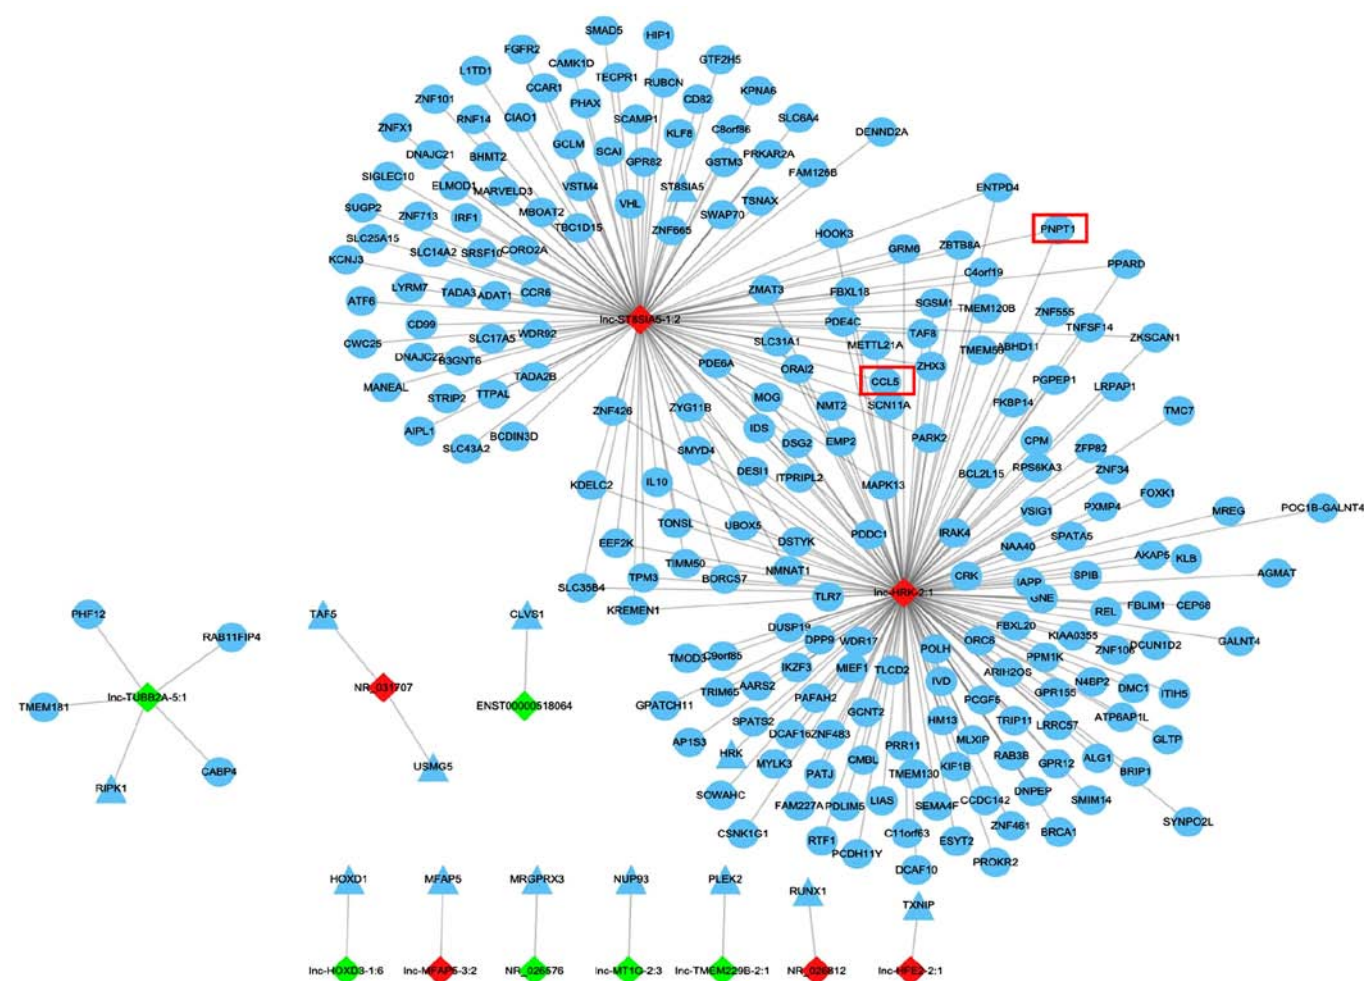 SMAD5
HIP1
FGFR2
GTF2H5
CAMK1D
L1TD1
TECPR1
RUBCN
CCAR1
KPNA6
ZNF101
PHAX
CD82
RNF14
CIAO1
SCAMP1
SLC6A4
ZNFX1
KLF8
C8orf86
DENND2A
DNAJC21
BHMT2
GCLM
SCAI
GPR82
GSTM3
PRKAR2A
SIGLEC10
ELMOD1
MARVELD3
VSTM4
ST8SIA5
FAM126B
ENTPD4
SUGP2
ZNF713
IRF1
MBOAT2
VHL
SWAP70
TSNAX
TBC1D15
ZNF665
PNPT1
SLC25A15
HOOK3
KCNJ3
SLC14A2
SRSF10
CORO2A
GRM6
ZBTB8A
PPARD
C4orf19
LYRM7
TADA3
ADAT1
CCR6
ZMAT3
FBXL18
ATF6
SGSM1
TMEM120B
ZNF555
lnc-ST8SIA5-1:2
PDE4C
TNFSF14
CD99
SLC17A5
WDR92
SLC31A1
METTL21A
TAF8
ZKSCAN1
CWC25
DNAJC22
B3GNT6
ABHD11
PDE6A
ORAI2
ZHX3
MANEAL
TADA2B
CCL5
PGPEP1
LRPAP1
STRIP2
TTPAL
MOG
NMT2
SCN11A
FKBP14
ZNF426
ZYG11B
TMC7
AIPL1
BCDIN3D
IDS
PARK2
SLC43A2
SMYD4
DSG2
EMP2
CPM
ZFP82
KDELC2
IL10
DESI1
ITPRIPL2
MAPK13
BCL2L15
RPS6KA3
ZNF34
FOXK1
POC1B-GALNT4
MREG
TONSL
UBOX5
VSIG1
PXMP4
EEF2K
DSTYK
PDDC1
IRAK4
SPATA5
TIMM50
NMNAT1
NAA40
AKAP5
KLB
SLC35B4
TPM3
BORCS7
CRK
SPIB
AGMAT
lnc-HRK-2:1
IAPP
GNE
KREMEN1
TLR7
REL
FBLIM1
CEP68
PHF12
TAF5
CLVS1
RAB11FIP4
DUSP19
FBXL20
KIAA0355
GALNT4
DPP9
WDR17
POLH
ORC6
ZNF106
DCUN1D2
TMOD3
C9orf85
IKZF3
MIEF1
TLCD2
ARIH2OS
PPM1K
TRIM65
AARS2
IVD
N4BP2
DMC1
ITIH5
lnc-TUBB2A-5:1
NR_031707
ENST00000518064
GPATCH11
PAFAH2
PCGF5
GPR155
TMEM181
SPATS2
GCNT2
HM13
TRIP11
LRRC57
ATP6AP1L
AP1S3
DCAF16
ZNF483
MLXIP
GLTP
HRK
PRR11
RAB3B
ALG1
CABP4
USMG5
MYLK3
CMBL
KIF1B
GPR12
BRIP1
RIPK1
PATJ
TMEM130
DNPEP
SOWAHC
FAM227A
PDLIM5
LIAS
SEMA4F
CCDC142
SMIM14
CSNK1G1
ZNF461
BRCA1
SYNPO2L
RTF1
C11orf63
ESYT2
PCDH11Y
PROKR2
DCAF10
HOXD1
MFAP5
MRGPRX3
NUP93
PLEK2
RUNX1
TXNIP
lnc-HOXD3-1:6
lnc-MFAP5-3:2
NR_026576
lnc-MT1G-2:3
lnc-TMEM229B-2:1
NR_026812
lnc-HFE2-2:1